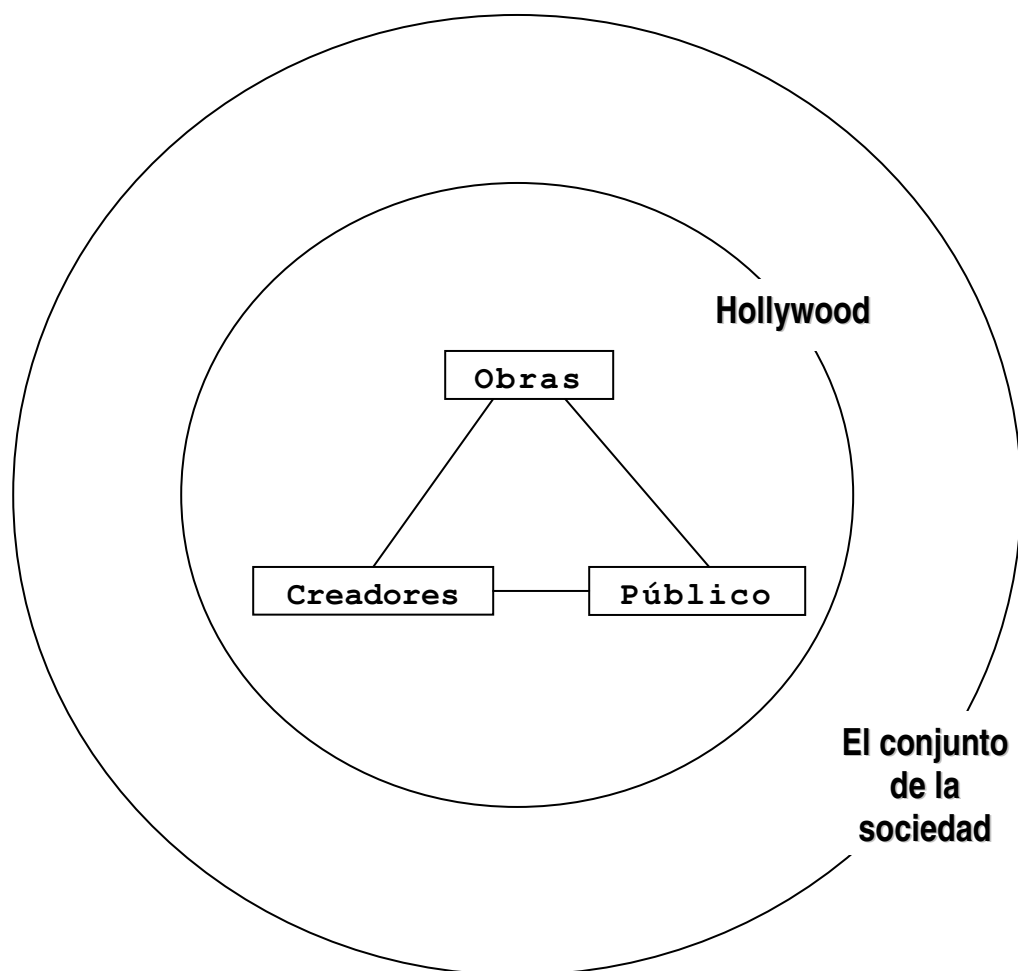 Hollywood
Obras
Creadores
Público
El conjunto
de la
sociedad